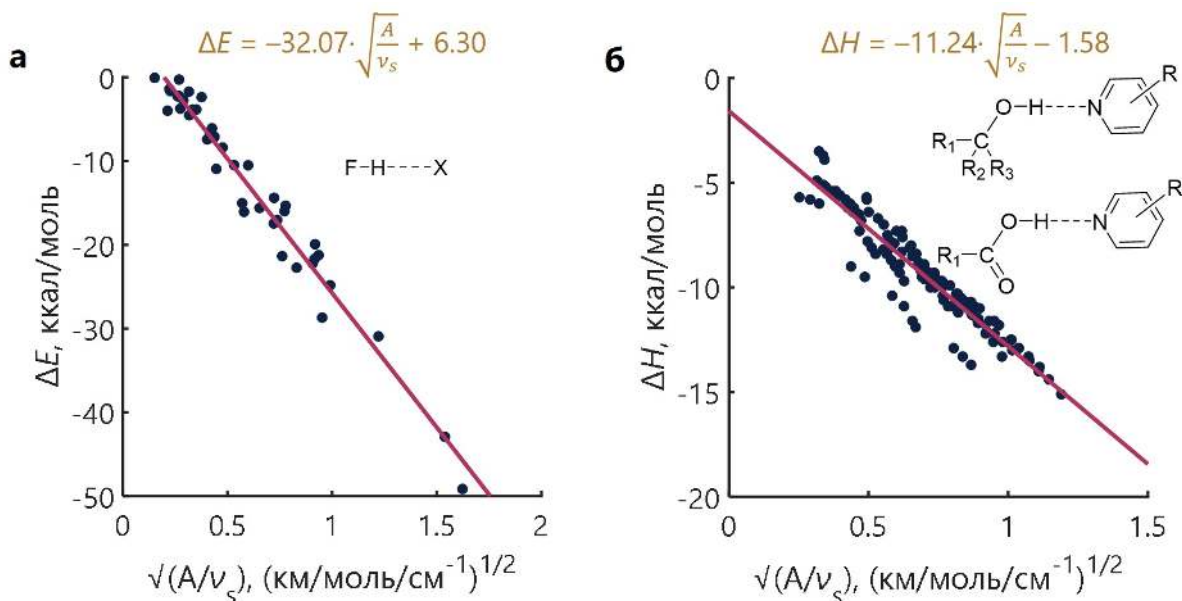 а
ΔE = −32.07·√(A/νs) + 6.30
0
-10
-20
-30
-40
-50
ΔE, ккал/моль
F-H----X
0 0.5 1 1.5 2
√(A/νs), (км/моль/см⁻¹)¹/²
б
ΔH = −11.24·√(A/νs) − 1.58
0
-5
-10
-15
-20
ΔH, ккал/моль
R
O-H----N
R₁ C
R₂ R₃
R
O-H----N
R₁ C
O
0 0.5 1 1.5
√(A/νs), (км/моль/см⁻¹)¹/²